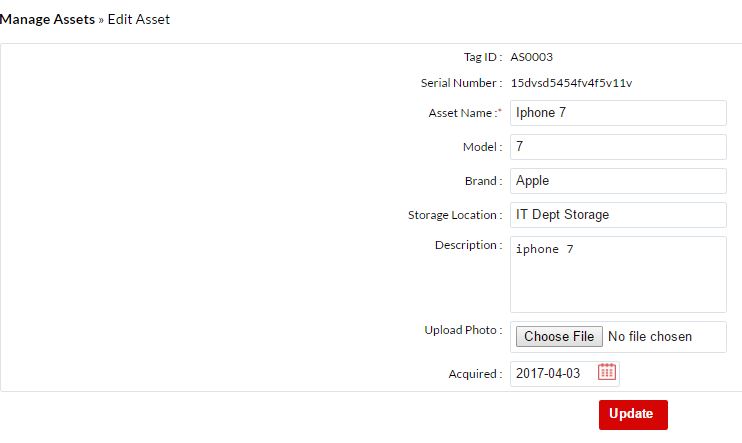 Manage Assets » Edit Asset
Tag ID : AS0003
Serial Number : 15dvsd5454fv4f5v11v
Asset Name :* Iphone 7
Model : 7
Brand : Apple
Storage Location : IT Dept Storage
Description : iphone 7
Upload Photo : Choose File No file chosen
Acquired : 2017-04-03
Update